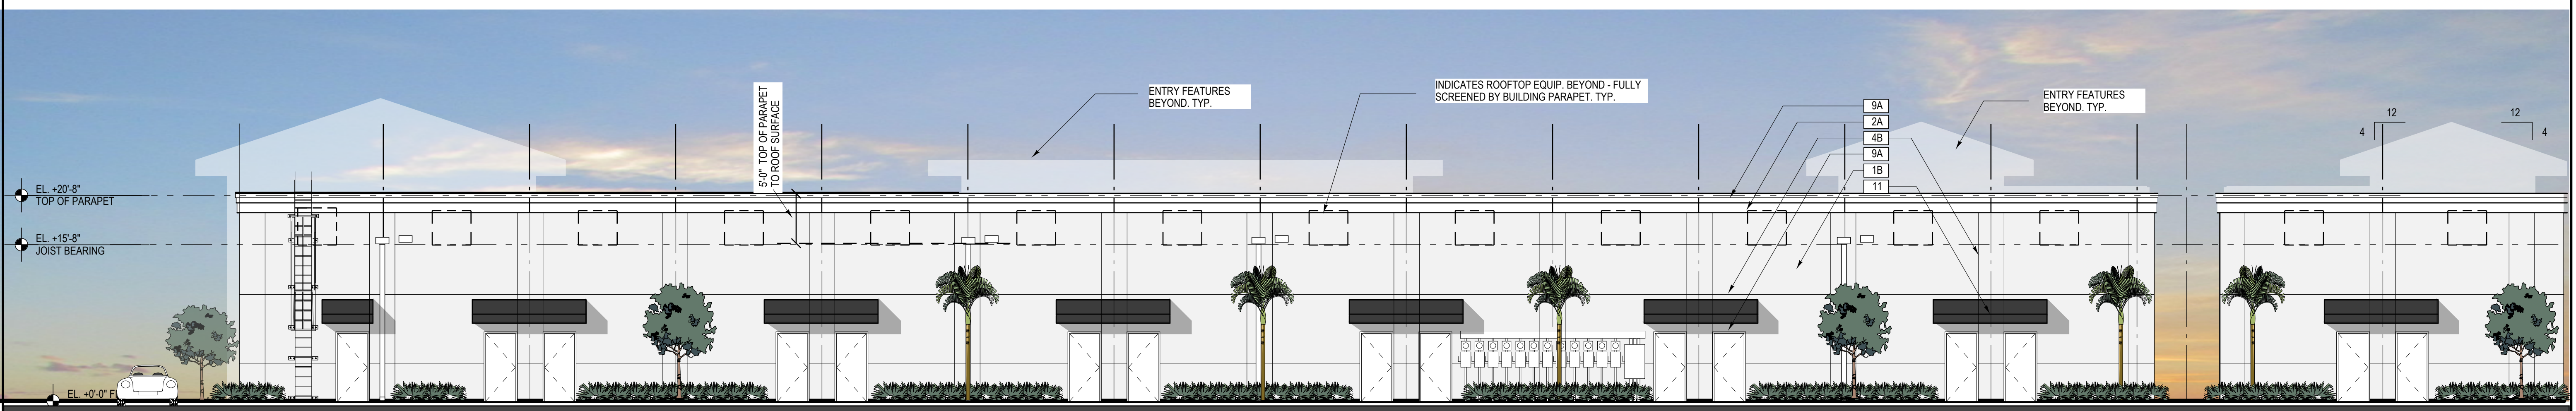 EL. +20'-8"
TOP OF PARAPET
EL. +15'-8"
JOIST BEARING
EL. +0'-0" F
5'-0" TOP OF PARAPET
TO ROOF SURFACE
ENTRY FEATURES
BEYOND. TYP.
INDICATES ROOFTOP EQUIP. BEYOND - FULLY
SCREENED BY BUILDING PARAPET. TYP.
9A
2A
4B
9A
1B
11
ENTRY FEATURES
BEYOND. TYP.
12
4
12
4